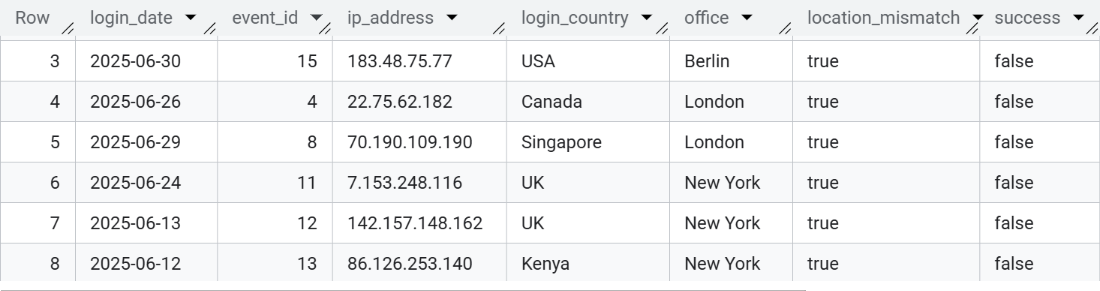 Row login_date event_id ip_address login_country office location_mismatch success
3 2025-06-30 15 183.48.75.77 USA Berlin true false
4 2025-06-26 4 22.75.62.182 Canada London true false
5 2025-06-29 8 70.190.109.190 Singapore London true false
6 2025-06-24 11 7.153.248.116 UK New York true false
7 2025-06-13 12 142.157.148.162 UK New York true false
8 2025-06-12 13 86.126.253.140 Kenya New York true false